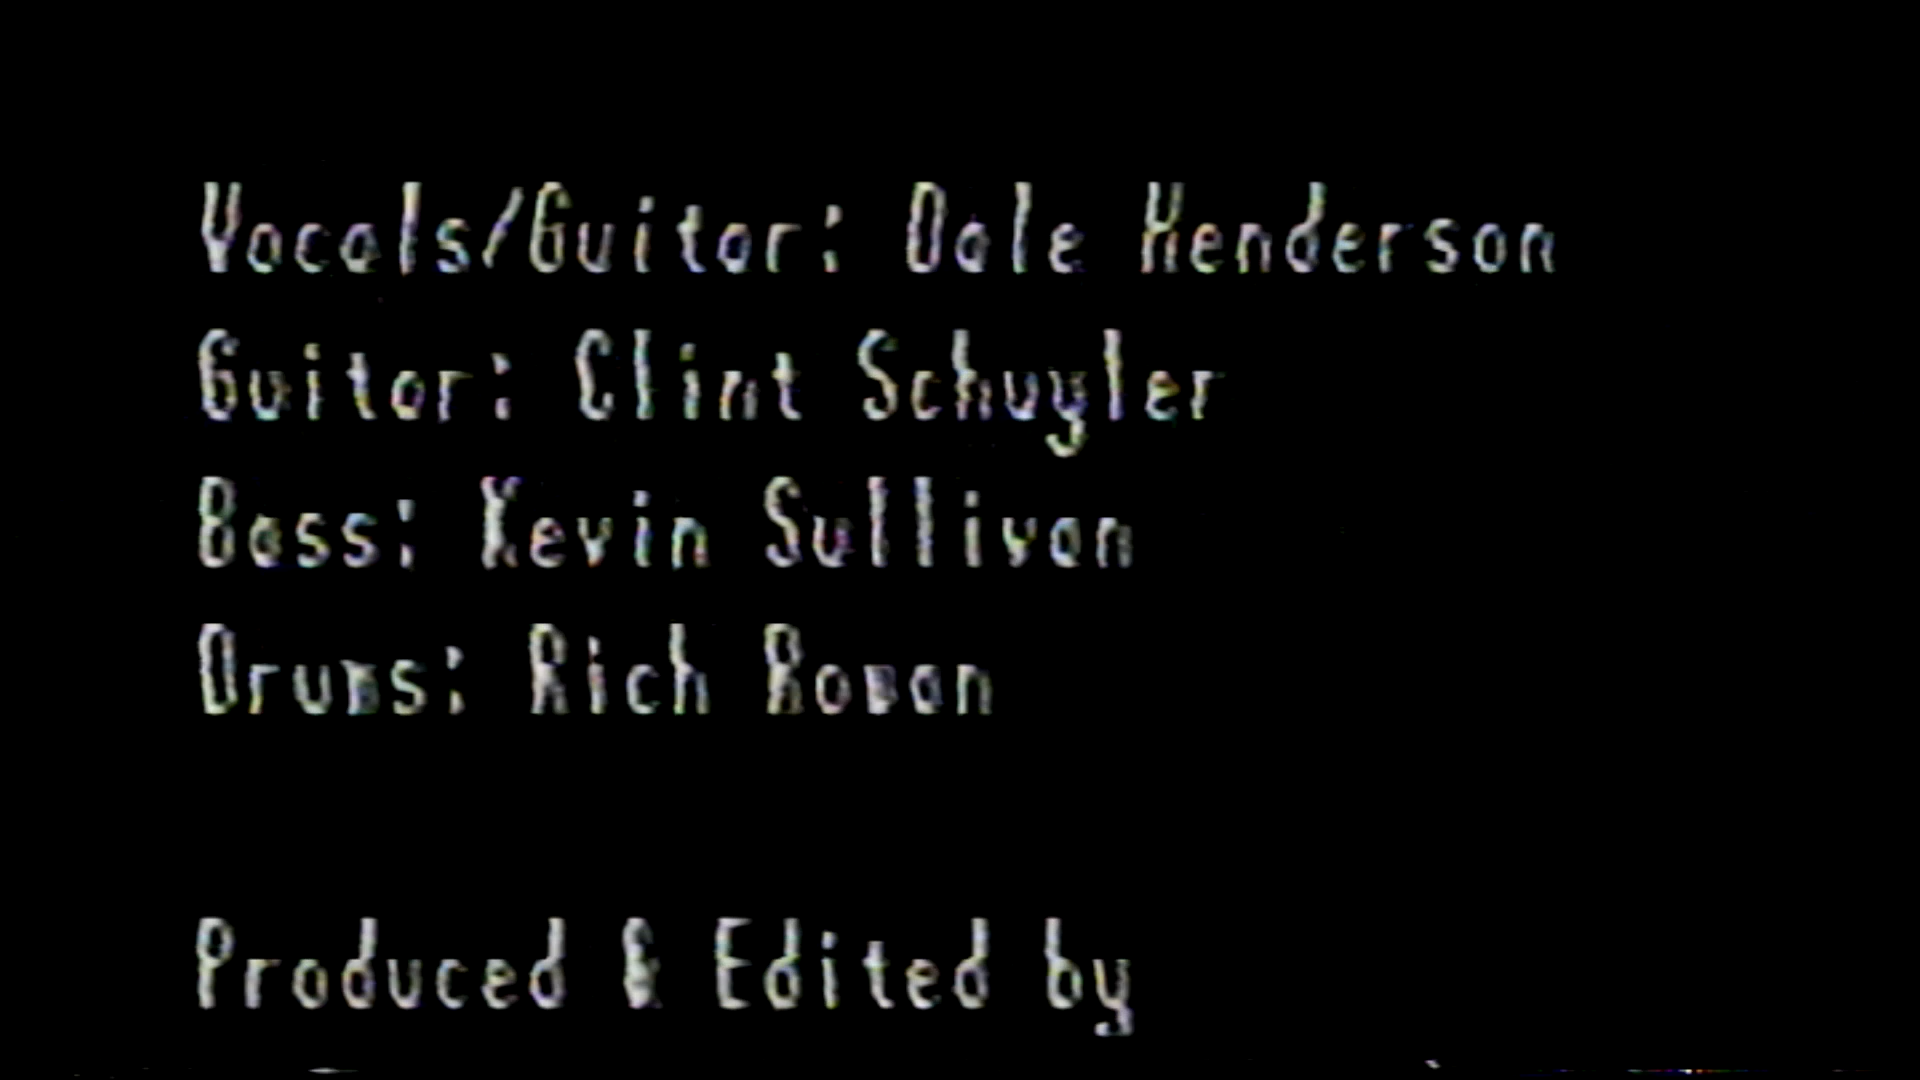 Vocals/Guitar: Dale Henderson
Guitar: Clint Schuyler
Bass: Kevin Sullivan
Drums: Rich Rowan
Produced & Edited by